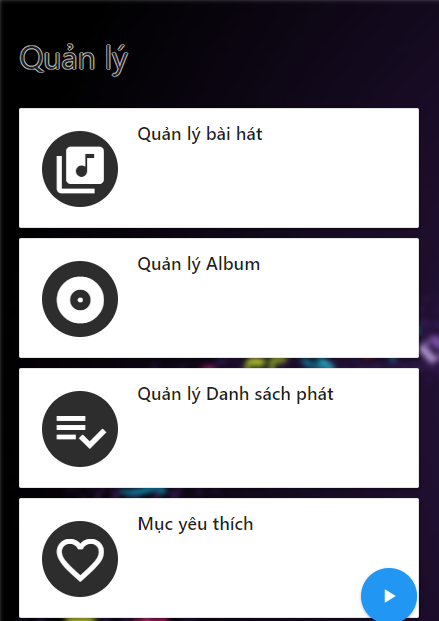 Quản lý
Quản lý bài hát
Quản lý Album
Quản lý Danh sách phát
Mục yêu thích